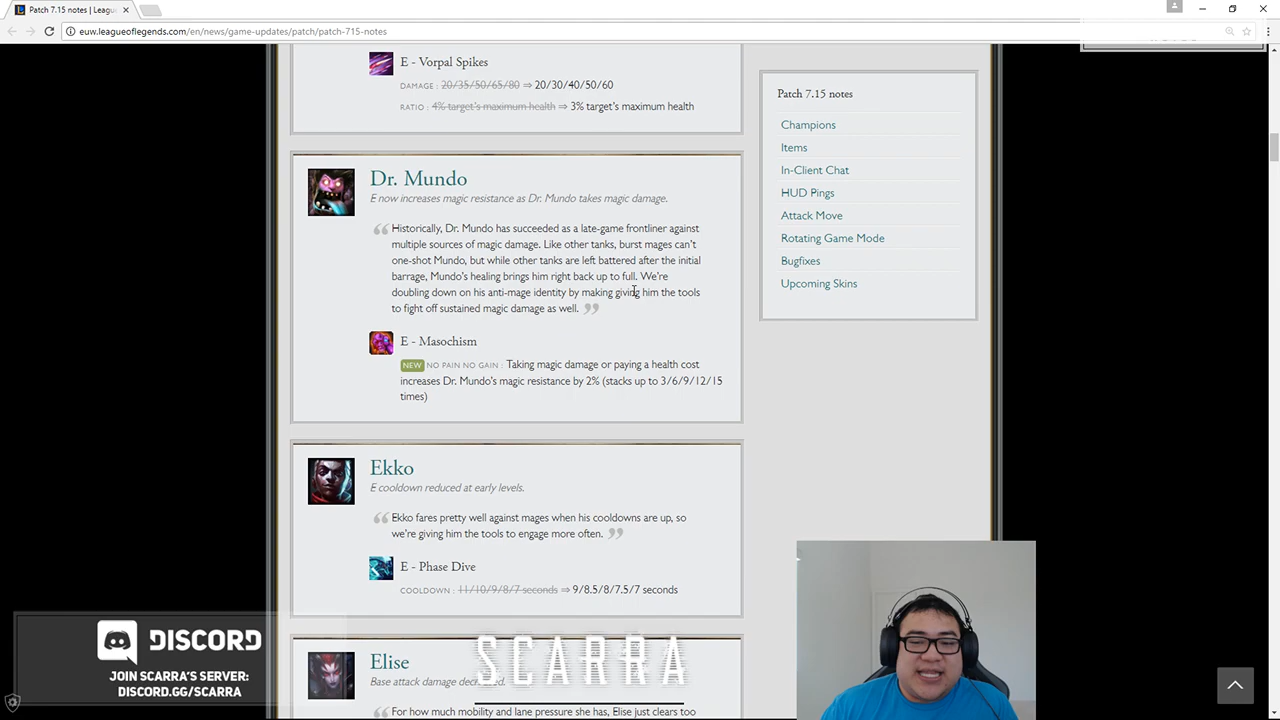 Patch 7.15 notes | Leagu
euw.leagueoflegends.com/en/news/game-updates/patch/patch-715-notes
E - Vorpal Spikes
DAMAGE : 20/35/50/65/80 ⇒ 20/30/40/50/60
RATIO : 4% target's maximum health ⇒ 3% target's maximum health
Patch 7.15 notes
Champions
Items
In-Client Chat
HUD Pings
Attack Move
Rotating Game Mode
Bugfixes
Upcoming Skins
Dr. Mundo
E now increases magic resistance as Dr. Mundo takes magic damage.
Historically, Dr. Mundo has succeeded as a late-game frontliner against
multiple sources of magic damage. Like other tanks, burst mages can't
one-shot Mundo, but while other tanks are left battered after the initial
barrage, Mundo's healing brings him right back up to full. We're
doubling down on his anti-mage identity by making giving him the tools
to fight off sustained magic damage as well.
E - Masochism
NEW NO PAIN NO GAIN : Taking magic damage or paying a health cost
increases Dr. Mundo's magic resistance by 2% (stacks up to 3/6/9/12/15
times)
Ekko
E cooldown reduced at early levels.
Ekko fares pretty well against mages when his cooldowns are up, so
we're giving him the tools to engage more often.
E - Phase Dive
COOLDOWN : 11/10/9/8/7 seconds ⇒ 9/8.5/8/7.5/7 seconds
Elise
Base attack damage
For how much mobility and lane pressure she has, Elise just clears too
DISCORD
JOIN SCARRA'S SERVER:
DISCORD.GG/SCARRA
SCARRA